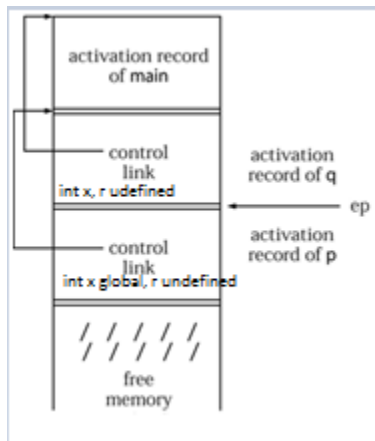 activation record
of main
control
link
int x, r udefined
activation
record of q
ep
control
link
int x global, r undefined
activation
record of p
free
memory